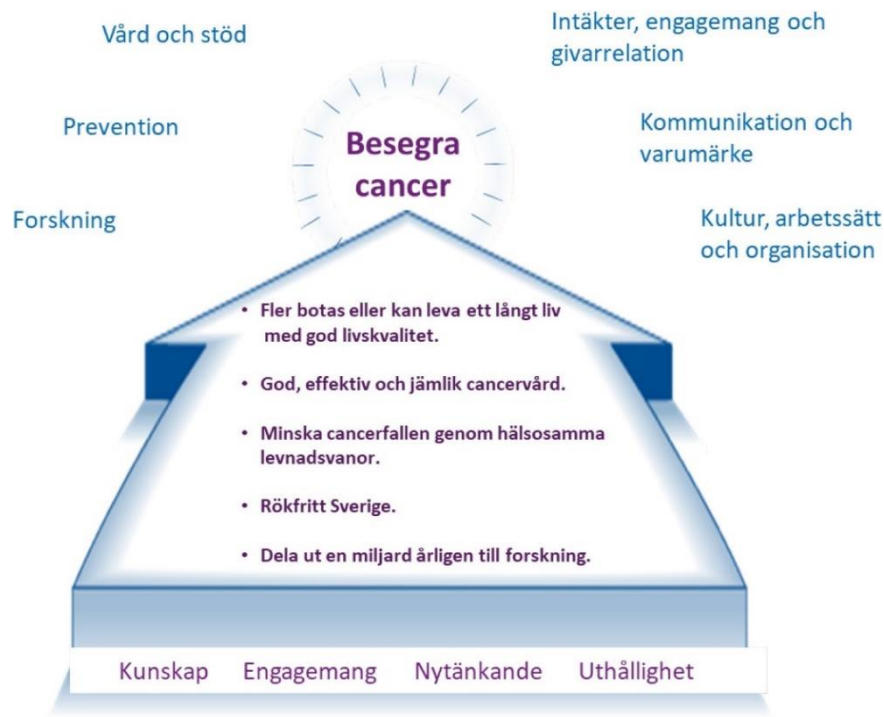 Vård och stöd
Prevention
Forskning
Intäkter, engagemang och
givarrelation
Kommunikation och
varumärke
Kultur, arbetssätt
och organisation
Besegra
cancer
• Fler botas eller kan leva ett långt liv
med god livskvalitet.
• God, effektiv och jämlik cancervård.
• Minska cancerfallen genom hälsosamma
levnadsvanor.
• Rökfritt Sverige.
• Dela ut en miljard årligen till forskning.
Kunskap Engagemang Nytänkande Uthållighet